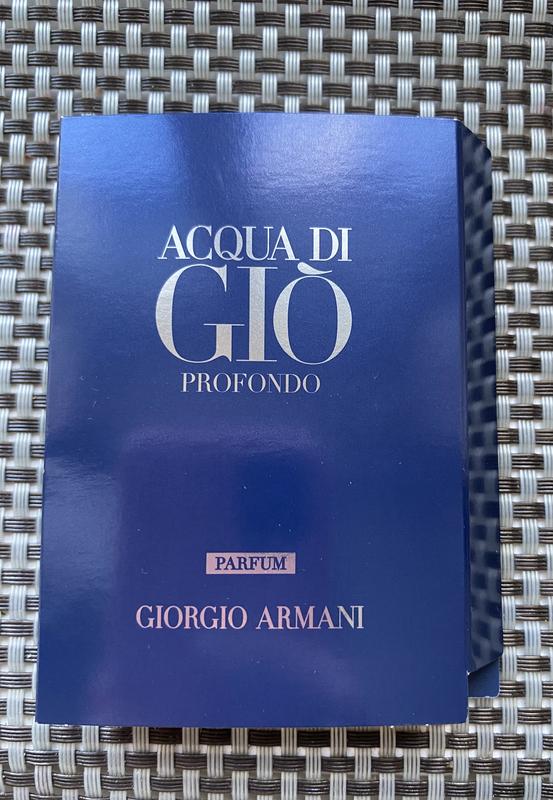 ACQUA DI
GIÒ
PROFONDO
PARFUM
GIORGIO ARMANI